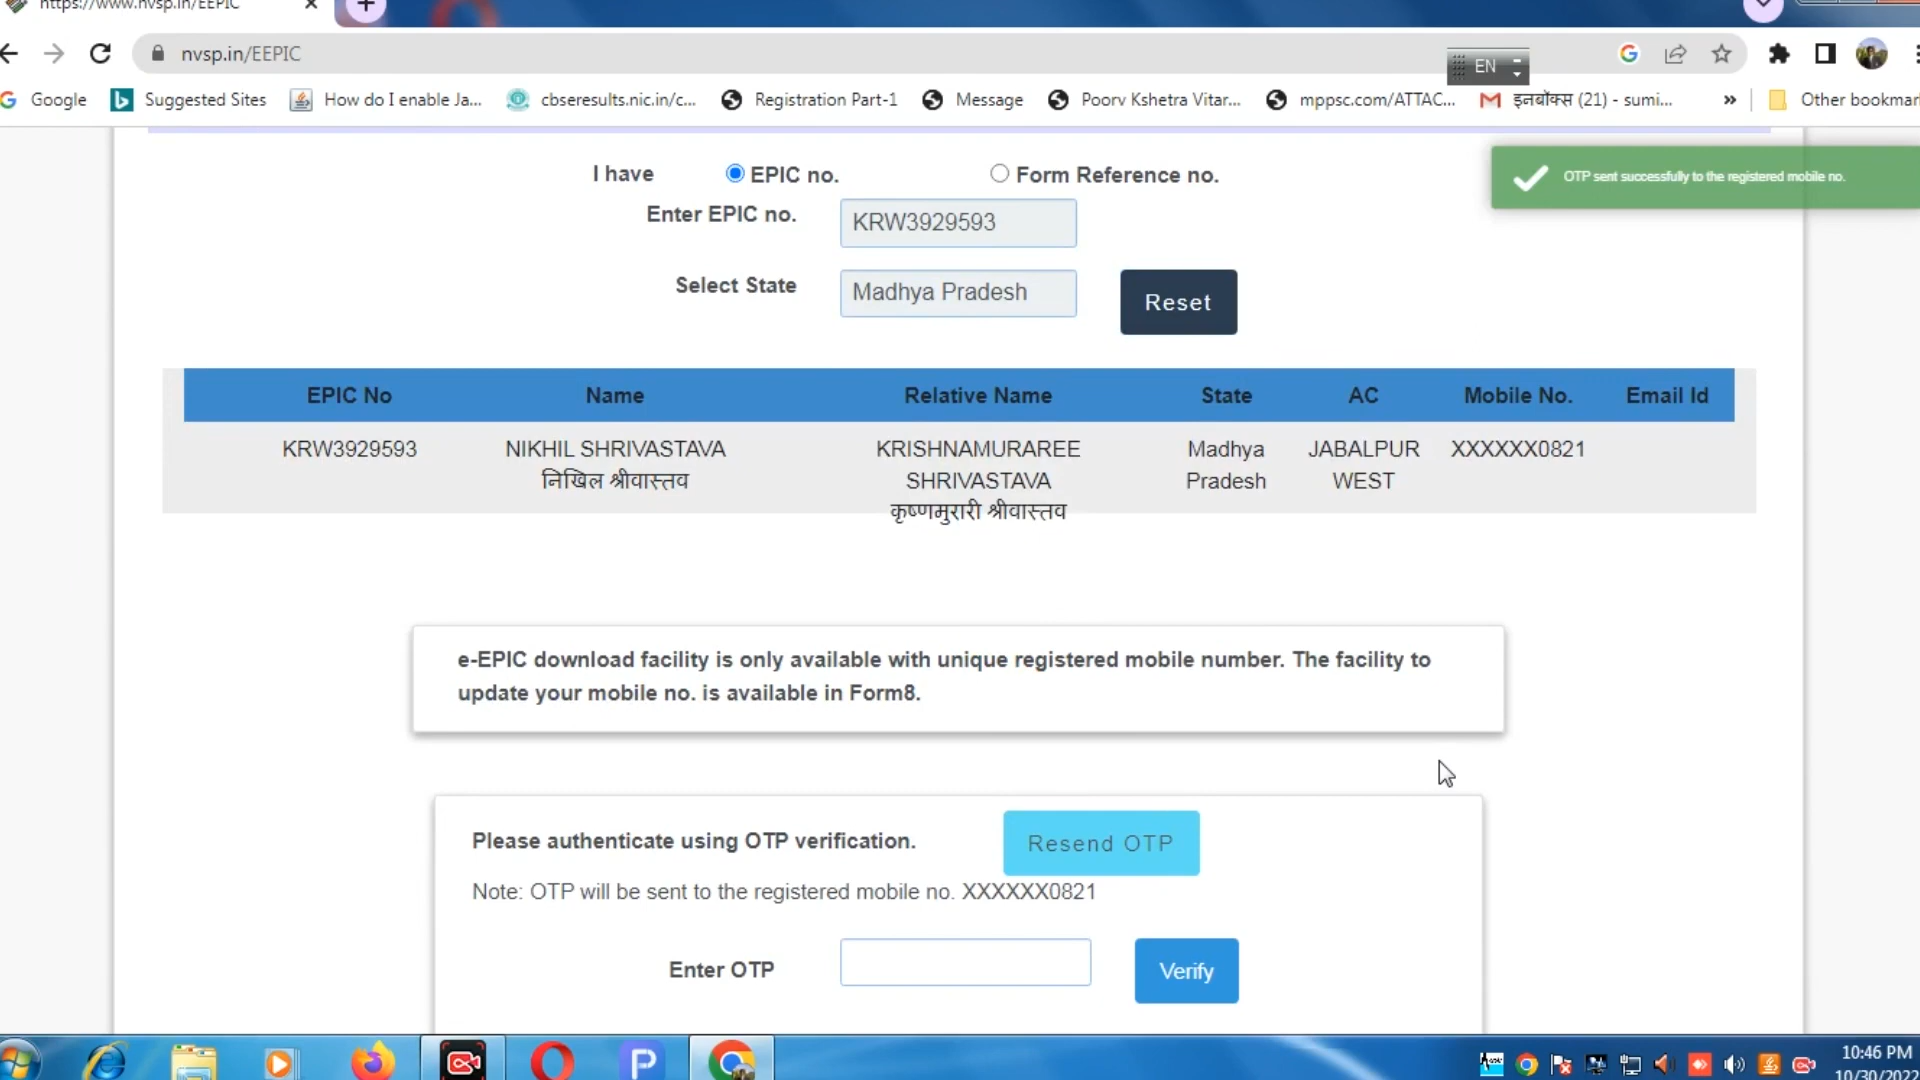 https://www.nvsp.in/EEPIC
nvsp.in/EEPIC
EN
Google
Suggested Sites
How do I enable Ja...
cbseresults.nic.in/c...
Registration Part-1
Message
Poorv Kshetra Vitar...
mppsc.com/ATTAC...
इनबॉक्स (21) - sumi...
»
Other bookmar
OTP sent successfully to the registered mobile no.
I have EPIC no. Form Reference no.
Enter EPIC no. KRW3929593
Select State Madhya Pradesh Reset
EPIC No Name Relative Name State AC Mobile No. Email Id
KRW3929593 NIKHIL SHRIVASTAVA KRISHNAMURAREE Madhya JABALPUR XXXXXX0821
निखिल श्रीवास्तव SHRIVASTAVA Pradesh WEST
कृष्णमुरारी श्रीवास्तव
e-EPIC download facility is only available with unique registered mobile number. The facility to
update your mobile no. is available in Form8.
Please authenticate using OTP verification. Resend OTP
Note: OTP will be sent to the registered mobile no. XXXXXX0821
Enter OTP Verify
10:46 PM
10/30/2022